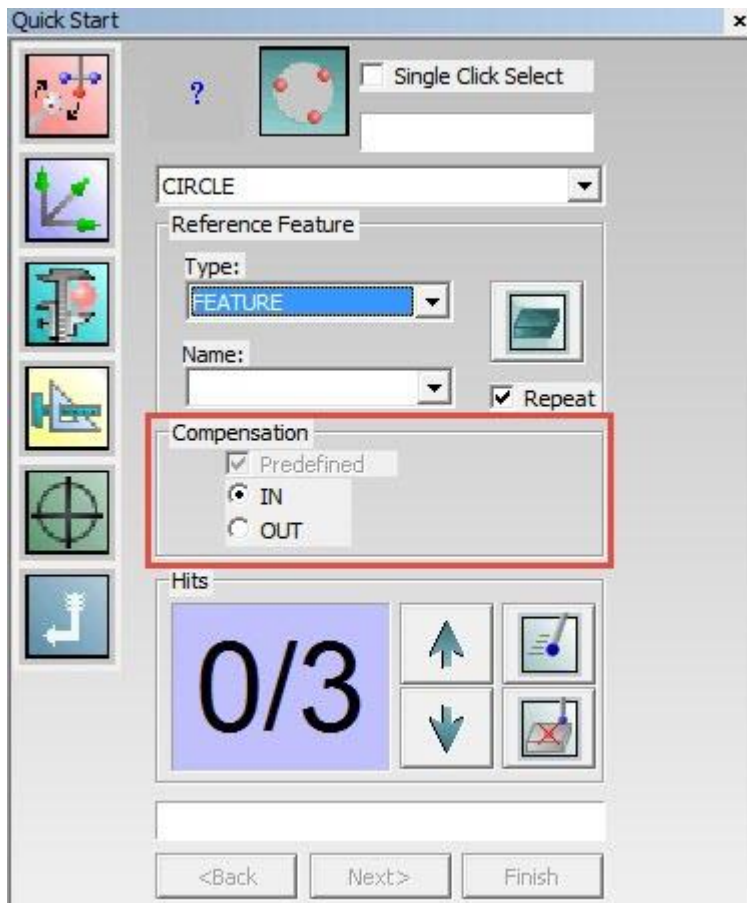 Quick Start
×
?
Single Click Select
CIRCLE
Reference Feature
Type:
FEATURE
Name:
Repeat
Compensation
Predefined
IN
OUT
Hits
0/3
<Back
Next>
Finish